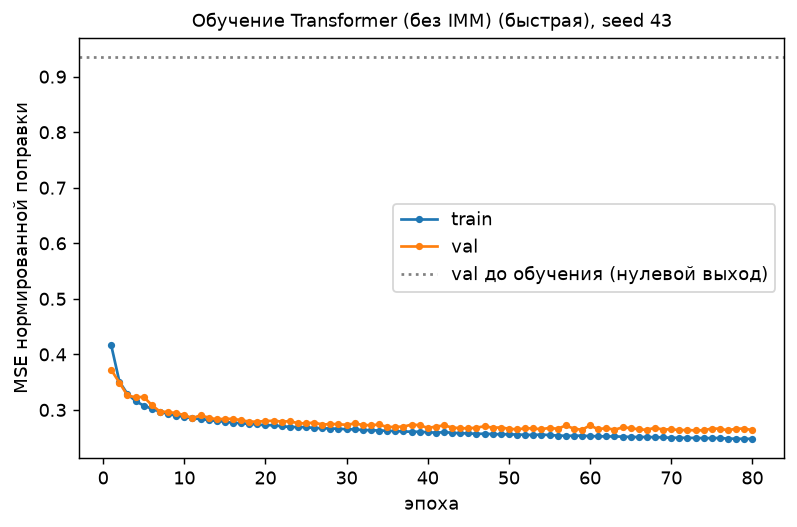 Обучение Transformer (без IMM) (быстрая), seed 43
MSE нормированной поправки
0.9
0.8
0.7
0.6
0.5
0.4
0.3
train
val
val до обучения (нулевой выход)
0 10 20 30 40 50 60 70 80
эпоха